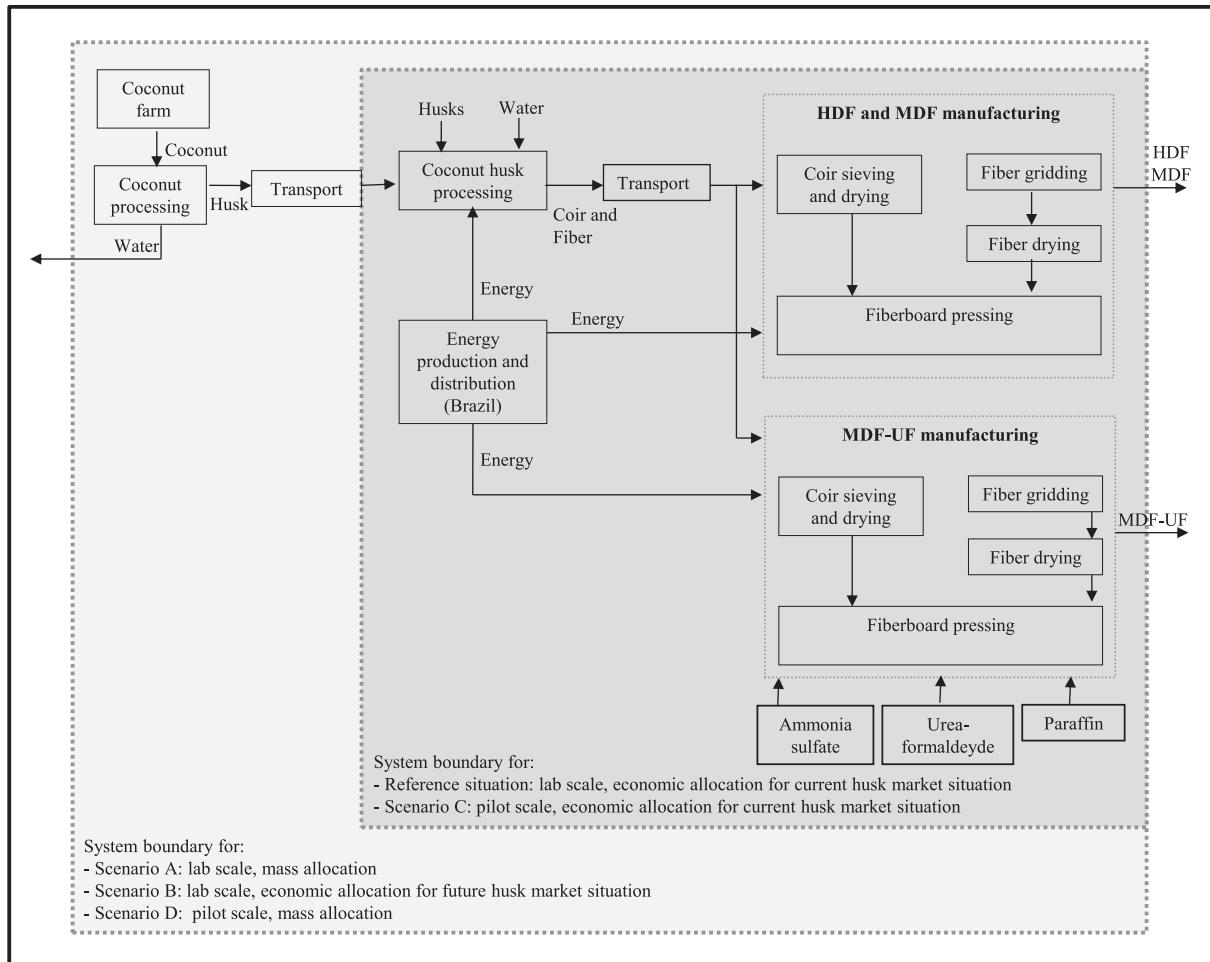 Coconut
farm
Coconut
Coconut
processing
Husk
Water
Transport
Husks
Water
Coconut husk
processing
Coir and
Fiber
Transport
Energy
Energy
Energy
production and
distribution
(Brazil)
Energy
HDF and MDF manufacturing
Coir sieving
and drying
Fiber gridding
Fiber drying
Fiberboard pressing
HDF
MDF
MDF-UF manufacturing
Coir sieving
and drying
Fiber gridding
Fiber drying
Fiberboard pressing
MDF-UF
Ammonia
sulfate
Urea-
formaldeyde
Paraffin
System boundary for:
- Reference situation: lab scale, economic allocation for current husk market situation
- Scenario C: pilot scale, economic allocation for current husk market situation
System boundary for:
- Scenario A: lab scale, mass allocation
- Scenario B: lab scale, economic allocation for future husk market situation
- Scenario D: pilot scale, mass allocation